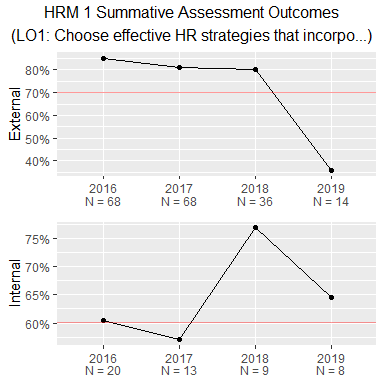 HRM 1 Summative Assessment Outcomes
(LO1: Choose effective HR strategies that incorpo...)
External
80%
70%
60%
50%
40%
2016
N = 68
2017
N = 68
2018
N = 36
2019
N = 14
Internal
75%
70%
65%
60%
2016
N = 20
2017
N = 13
2018
N = 9
2019
N = 8